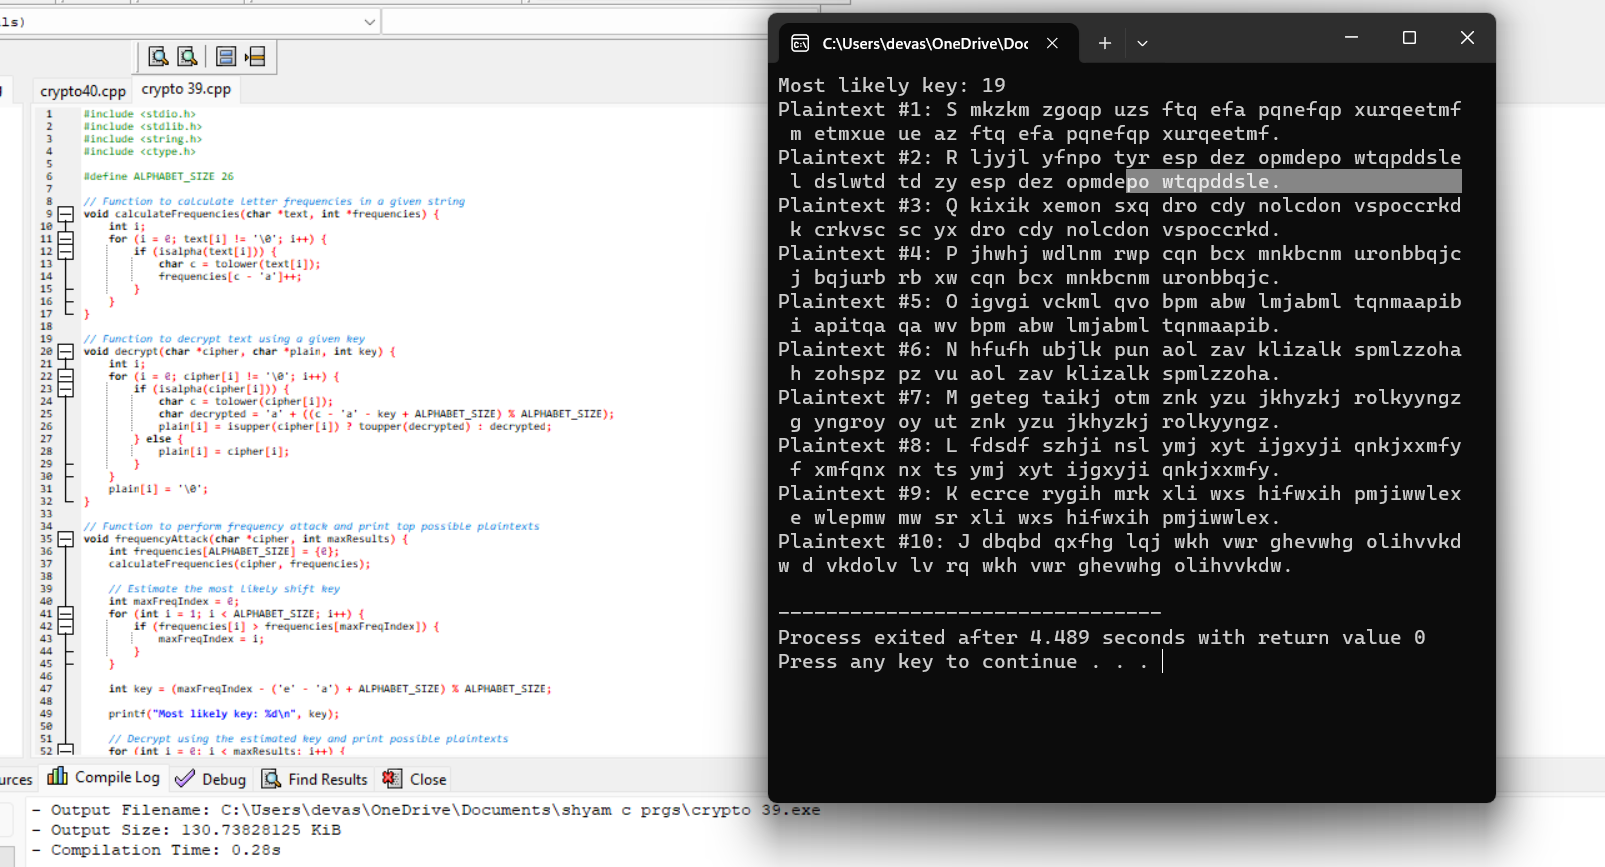 ls)
crypto40.cpp
crypto 39.cpp
1 #include <stdio.h>
2 #include <stdlib.h>
3 #include <string.h>
4 #include <ctype.h>
5
6 #define ALPHABET_SIZE 26
7
8 // Function to calculate letter frequencies in a given string
9 void calculateFrequencies(char *text, int *frequencies) {
10 int i;
11 for (i = 0; text[i] != '\0'; i++) {
12 if (isalpha(text[i])) {
13 char c = tolower(text[i]);
14 frequencies[c - 'a']++;
15 }
16 }
17 }
18
19 // Function to decrypt text using a given key
20 void decrypt(char *cipher, char *plain, int key) {
21 int i;
22 for (i = 0; cipher[i] != '\0'; i++) {
23 if (isalpha(cipher[i])) {
24 char c = tolower(cipher[i]);
25 char decrypted = 'a' + ((c - 'a' - key + ALPHABET_SIZE) % ALPHABET_SIZE);
26 plain[i] = isupper(cipher[i]) ? toupper(decrypted) : decrypted;
27 } else {
28 plain[i] = cipher[i];
29 }
30 }
31 plain[i] = '\0';
32 }
33
34 // Function to perform frequency attack and print top possible plaintexts
35 void frequencyAttack(char *cipher, int maxResults) {
36 int frequencies[ALPHABET_SIZE] = {0};
37 calculateFrequencies(cipher, frequencies);
38
39 // Estimate the most likely shift key
40 int maxFreqIndex = 0;
41 for (int i = 1; i < ALPHABET_SIZE; i++) {
42 if (frequencies[i] > frequencies[maxFreqIndex]) {
43 maxFreqIndex = i;
44 }
45 }
46
47 int key = (maxFreqIndex - ('e' - 'a') + ALPHABET_SIZE) % ALPHABET_SIZE;
48
49 printf("Most likely key: %d\n", key);
50
51 // Decrypt using the estimated key and print possible plaintexts
52 for (int i = 0; i < maxResults; i++) {
urces
Compile Log
Debug
Find Results
Close
- Output Filename: C:\Users\devas\OneDrive\Documents\shyam c prgs\crypto 39.exe
- Output Size: 130.73828125 KiB
- Compilation Time: 0.28s
C:\Users\devas\OneDrive\Doc
Most likely key: 19
Plaintext #1: S mkzkm zgoqp uzs ftq efa pqnefqp xurqeetmf
m etmxue ue az ftq efa pqnefqp xurqeetmf.
Plaintext #2: R ljyjl yfnpo tyr esp dez opmdepo wtqpddsle
l dslwtd td zy esp dez opmdepo wtqpddsle.
Plaintext #3: Q kixik xemon sxq dro cdy nolcdon vspoccrkd
k crkvsc sc yx dro cdy nolcdon vspoccrkd.
Plaintext #4: P jhwhj wdlnm rwp cqn bcx mnkbcnm uronbbqjc
j bqjurb rb xw cqn bcx mnkbcnm uronbbqjc.
Plaintext #5: O igvgi vckml qvo bpm abw lmjabml tqnmaapib
i apitqa qa wv bpm abw lmjabml tqnmaapib.
Plaintext #6: N hfufh ubjlk pun aol zav klizalk spmlzzoha
h zohspz pz vu aol zav klizalk spmlzzoha.
Plaintext #7: M geteg taikj otm znk yzu jkhyzkj rolkyyngz
g yngroy oy ut znk yzu jkhyzkj rolkyyngz.
Plaintext #8: L fdsdf szhji nsl ymj xyt ijgxyji qnkjxxmfy
f xmfqnx nx ts ymj xyt ijgxyji qnkjxxmfy.
Plaintext #9: K ecrce rygih mrk xli wxs hifwxih pmjiwwlex
e wlepmw mw sr xli wxs hifwxih pmjiwwlex.
Plaintext #10: J dbqbd qxfhg lqj wkh vwr ghevwhg olihvvkd
w d vkdolv lv rq wkh vwr ghevwhg olihvvkdw.
--------------------------------
Process exited after 4.489 seconds with return value 0
Press any key to continue . . .